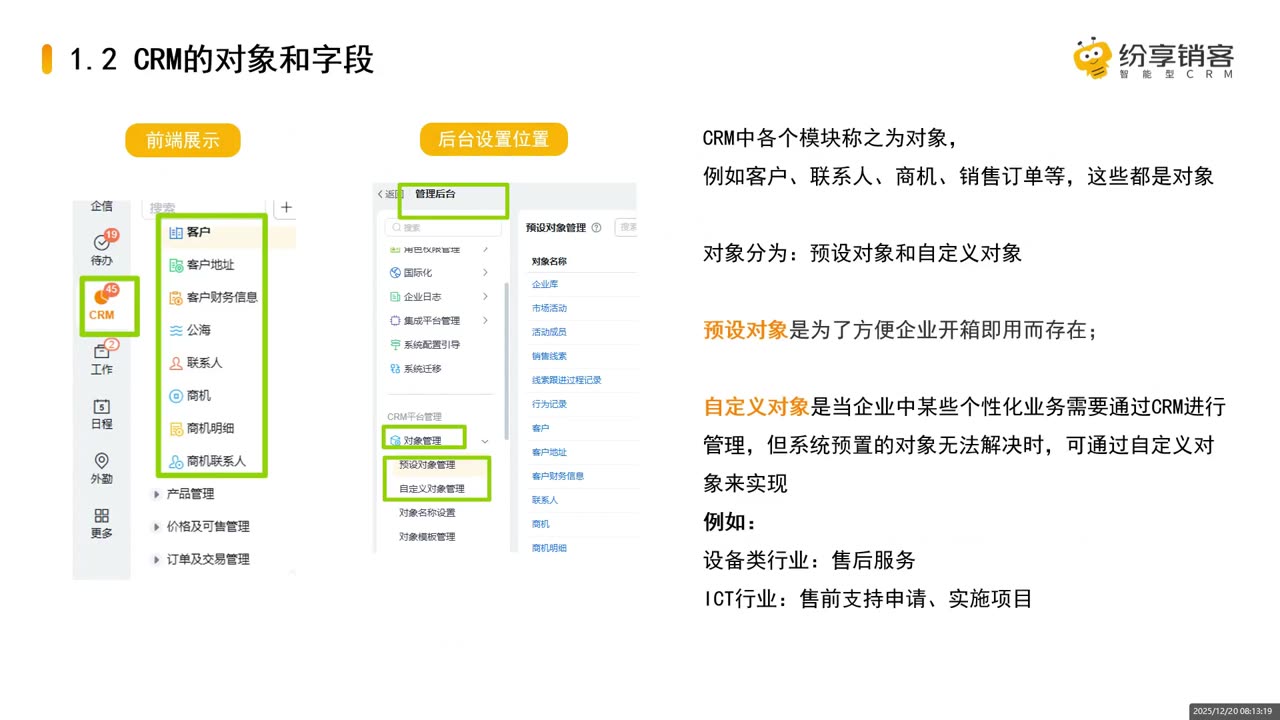 1.2 CRM的对象和字段
纷享销客
智能型CRM
前端展示
企信
搜索
19
待办
45
CRM
2
工作
5
日程
外勤
更多
客户
客户地址
客户财务信息
公海
联系人
商机
商机明细
商机联系人
产品管理
价格及可售管理
订单及交易管理
后台设置位置
返回
管理后台
搜索
角色权限管理
国际化
企业日志
集成平台管理
系统配置引导
系统迁移
CRM平台管理
对象管理
预设对象管理
自定义对象管理
对象名称设置
对象模板管理
预设对象管理
搜索
对象名称
企业库
市场活动
活动成员
销售线索
线索跟进过程记录
行为记录
客户
客户地址
客户财务信息
联系人
商机
商机明细
CRM中各个模块称之为对象，
例如客户、联系人、商机、销售订单等，这些都是对象
对象分为：预设对象和自定义对象
预设对象是为了方便企业开箱即用而存在；
自定义对象是当企业中某些个性化业务需要通过CRM进行
管理，但系统预置的对象无法解决时，可通过自定义对
象来实现
例如：
设备类行业：售后服务
ICT行业：售前支持申请、实施项目
2025/12/20 08:13:19